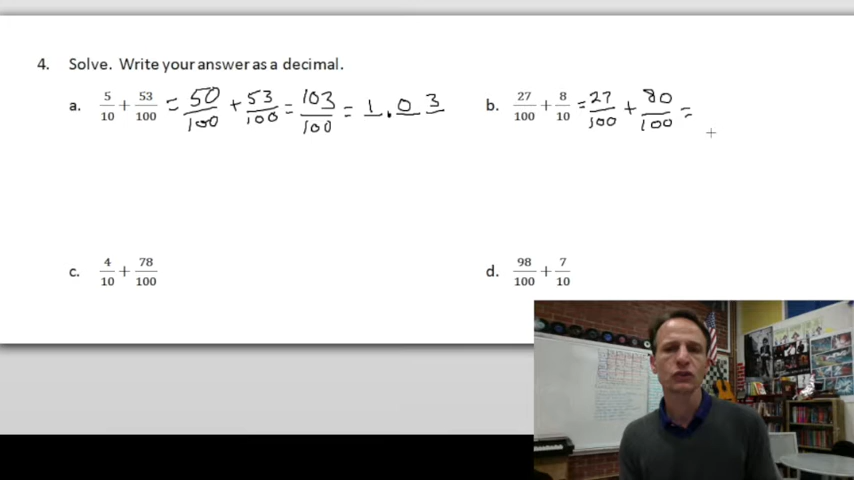 4. Solve. Write your answer as a decimal.
a. 5/10 + 53/100 = 50/100 + 53/100 = 103/100 = 1.03
b. 27/100 + 8/10 = 27/100 + 80/100 =
c. 4/10 + 78/100
d. 98/100 + 7/10